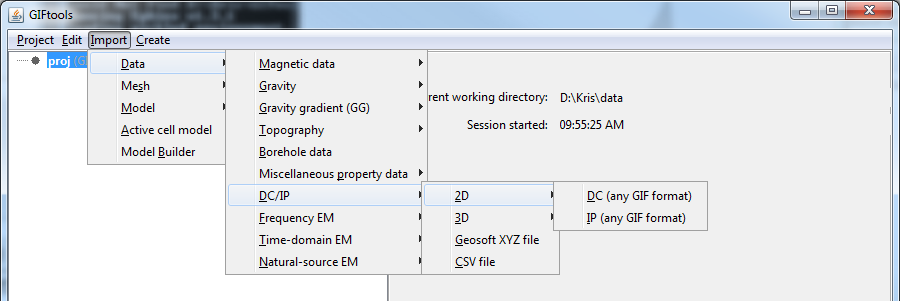 GIFtools
Project Edit Import Create
proj
Data
Mesh
Model
Active cell model
Model Builder
Magnetic data
Gravity
Gravity gradient (GG)
Topography
Borehole data
Miscellaneous property data
DC/IP
Frequency EM
Time-domain EM
Natural-source EM
2D
3D
Geosoft XYZ file
CSV file
DC (any GIF format)
IP (any GIF format)
rent working directory: D:\Kris\data
Session started: 09:55:25 AM